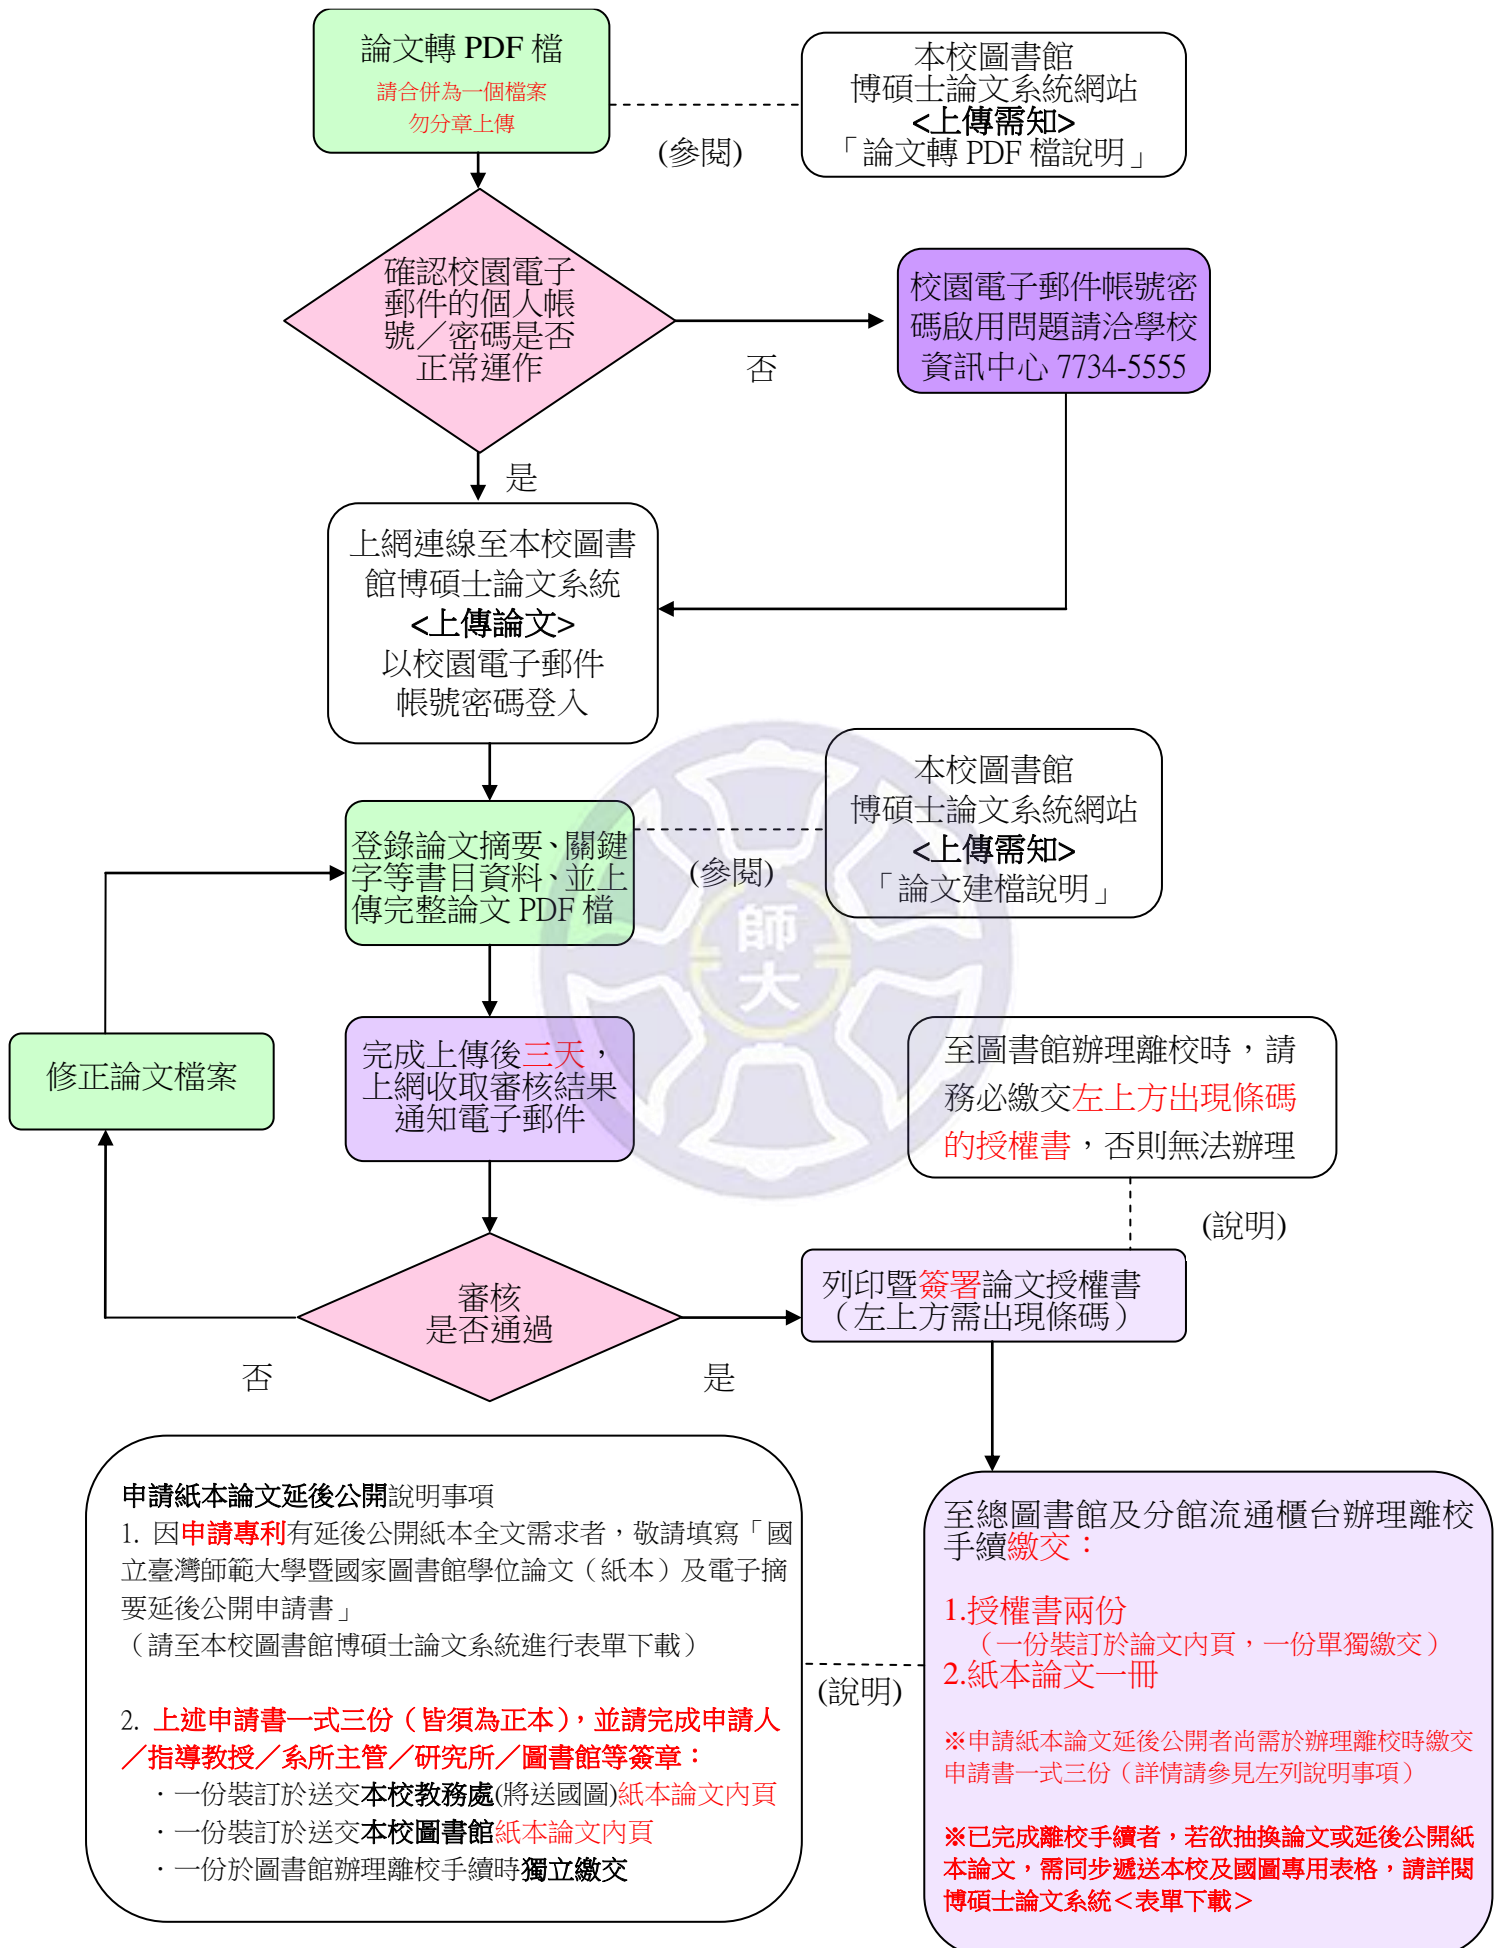 論文轉 PDF 檔
請合併為一個檔案
勿分章上傳
(參閱)
本校圖書館
博碩士論文系統網站
<上傳需知>
「論文轉 PDF 檔說明」
確認校園電子
郵件的個人帳
號／密碼是否
正常運作
否
校園電子郵件帳號密
碼啟用問題請洽學校
資訊中心 7734-5555
是
上網連線至本校圖書
館博碩士論文系統
<上傳論文>
以校園電子郵件
帳號密碼登入
登錄論文摘要、關鍵
字等書目資料、並上
傳完整論文 PDF 檔
(參閱)
本校圖書館
博碩士論文系統網站
<上傳需知>
「論文建檔說明」
師
大
修正論文檔案
完成上傳後三天，
上網收取審核結果
通知電子郵件
至圖書館辦理離校時，請
務必繳交左上方出現條碼
的授權書，否則無法辦理
(說明)
審核
是否通過
否
是
列印暨簽署論文授權書
（左上方需出現條碼）
申請紙本論文延後公開說明事項
1. 因申請專利有延後公開紙本全文需求者，敬請填寫「國
立臺灣師範大學暨國家圖書館學位論文（紙本）及電子摘
要延後公開申請書」
（請至本校圖書館博碩士論文系統進行表單下載）
2. 上述申請書一式三份（皆須為正本），並請完成申請人
／指導教授／系所主管／研究所／圖書館等簽章：
．一份裝訂於送交本校教務處(將送國圖)紙本論文內頁
．一份裝訂於送交本校圖書館紙本論文內頁
．一份於圖書館辦理離校手續時獨立繳交
(說明)
至總圖書館及分館流通櫃台辦理離校
手續繳交：
1.授權書兩份
（一份裝訂於論文內頁，一份單獨繳交）
2.紙本論文一冊
※申請紙本論文延後公開者尚需於辦理離校時繳交
申請書一式三份（詳情請參見左列說明事項）
※已完成離校手續者，若欲抽換論文或延後公開紙
本論文，需同步遞送本校及國圖專用表格，請詳閱
博碩士論文系統＜表單下載＞